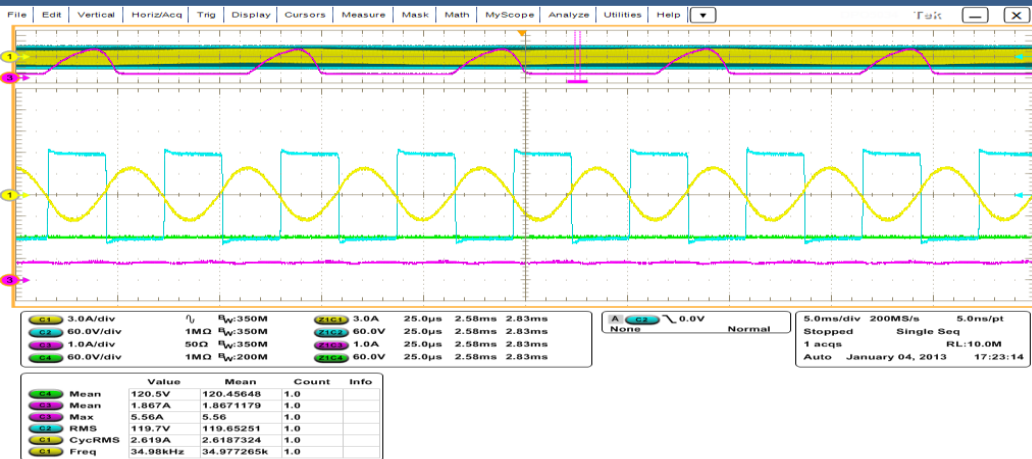 File Edit Vertical Horiz/Acq Trig Display Cursors Measure Mask Math MyScope Analyze Utilities Help Tek
1
3
1
3
C1 3.0A/div BW:350M Z1C1 3.0A 25.0µs 2.58ms 2.83ms
C2 60.0V/div 1MΩ BW:350M Z1C2 60.0V 25.0µs 2.58ms 2.83ms
C3 1.0A/div 50Ω BW:350M Z1C3 1.0A 25.0µs 2.58ms 2.83ms
C4 60.0V/div 1MΩ BW:200M Z1C4 60.0V 25.0µs 2.58ms 2.83ms
A C2 0.0V
None Normal
5.0ms/div 200MS/s 5.0ns/pt
Stopped Single Seq
1 acqs RL:10.0M
Auto January 04, 2013 17:23:14
Value Mean Count Info
C4 Mean 120.5V 120.45648 1.0
C3 Mean 1.867A 1.8671179 1.0
C3 Max 5.56A 5.56 1.0
C2 RMS 119.7V 119.65251 1.0
C1 CycRMS 2.619A 2.6187324 1.0
C1 Freq 34.98kHz 34.977265k 1.0